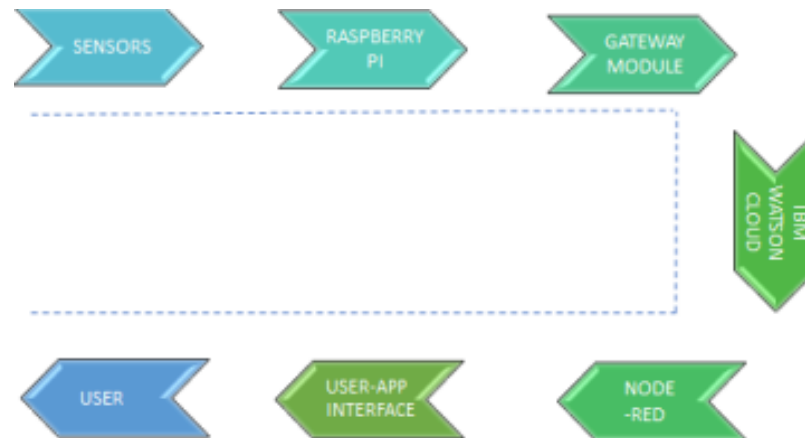 SENSORS
RASPBERRY
PI
GATEWAY
MODULE
IBM
WATSON
CLOUD
NODE
-RED
USER-APP
INTERFACE
USER